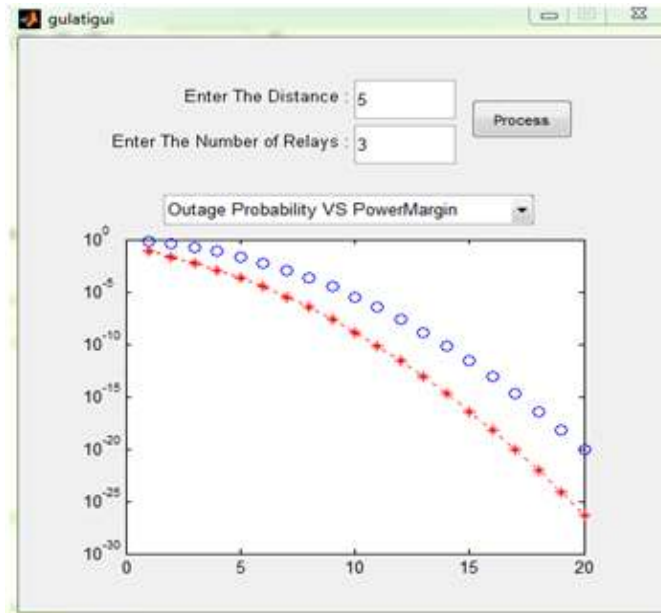 gulatigui
Enter The Distance : 5
Process
Enter The Number of Relays : 3
Outage Probability VS PowerMargin
10^0
10^-5
10^-10
10^-15
10^-20
10^-25
10^-30
0 5 10 15 20